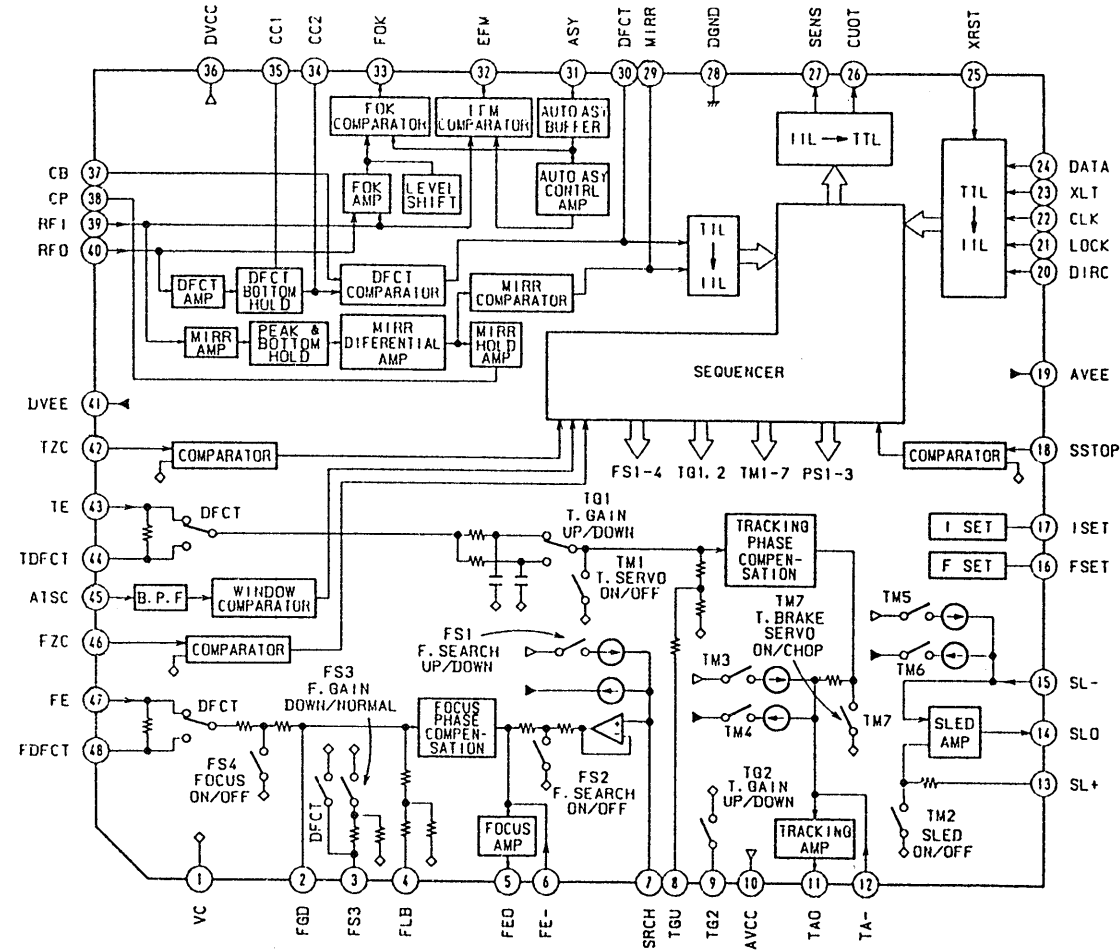 DVCC
CC1
CC2
FOK
EFM
ASY
DFCT
MIRR
DGND
SENS
CUOT
XRST
36
35
34
33
32
31
30
29
28
27
26
25
FOK
COMPARATOR
EFM
COMPARATOR
AUTO ASY
BUFFER
IIL → TTL
FOK
AMP
LEVEL
SHIFT
AUTO ASY
CONTRL
AMP
TTL
↓
IIL
CB
37
CP
38
RFI
39
RFO
40
24
DATA
23
XLT
22
CLK
21
LOCK
20
DIRC
TTL
↓
IIL
DFCT
AMP
DFCT
BOTTOM
HOLD
DFCT
COMPARATOR
MIRR
COMPARATOR
MIRR
AMP
PEAK &
BOTTOM
HOLD
MIRR
DIFERENTIAL
AMP
MIRR
HOLD
AMP
SEQUENCER
19
AVEE
DVEE
41
TZC
42
COMPARATOR
FS1-4
TG1, 2
TM1-7
PS1-3
COMPARATOR
18
SSTOP
TE
43
DFCT
TDFCT
44
TG1
T. GAIN
UP/DOWN
TM1
T. SERVO
ON/OFF
TRACKING
PHASE
COMPEN-
SATION
I SET
17
ISET
F SET
16
FSET
ATSC
45
B.P.F
WINDOW
COMPARATOR
FZC
46
COMPARATOR
FS1
F. SEARCH
UP/DOWN
TM7
T. BRAKE
SERVO
ON/CHOP
TM5
TM6
TM3
TM4
TM7
15
SL-
FE
47
DFCT
FDFCT
48
FS3
F. GAIN
DOWN/NORMAL
FOCUS
PHASE
COMPEN-
SATION
SLED
AMP
14
SLO
13
SL+
FS4
FOCUS
ON/OFF
DFCT
FS2
F. SEARCH
ON/OFF
TG2
T. GAIN
UP/DOWN
TM2
SLED
ON/OFF
FOCUS
AMP
TRACKING
AMP
1
2
3
4
5
6
7
8
9
10
11
12
VC
FGD
FS3
FLB
FEO
FE-
SRCH
TGU
TG2
AVCC
TAO
TA-